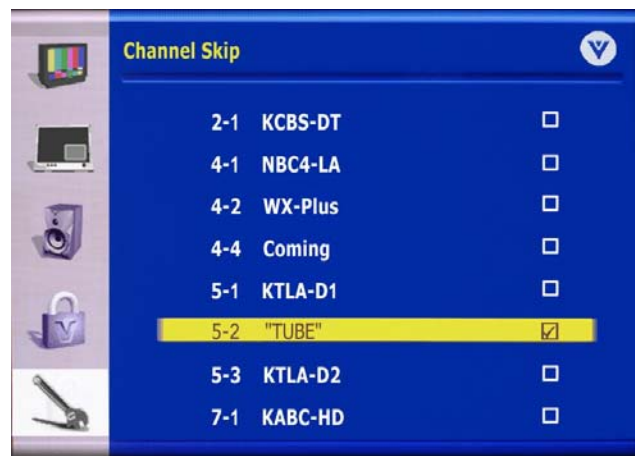 Channel Skip
V
2-1 KCBS-DT
4-1 NBC4-LA
4-2 WX-Plus
4-4 Coming
5-1 KTLA-D1
5-2 "TUBE"
5-3 KTLA-D2
7-1 KABC-HD